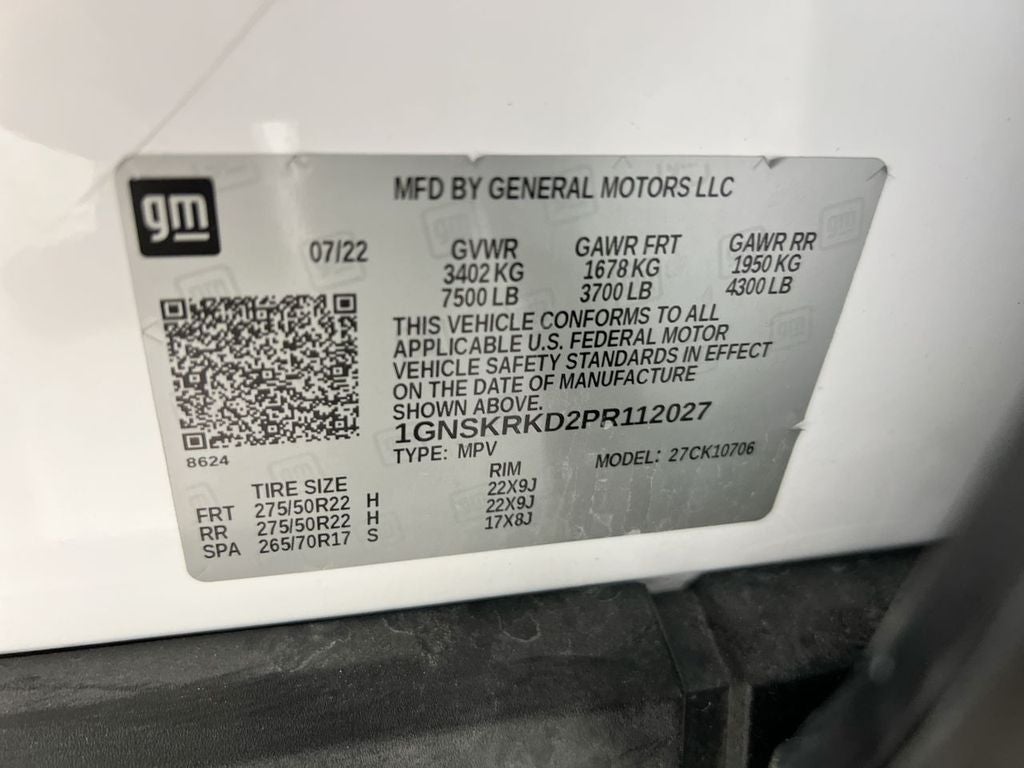 gm
MFD BY GENERAL MOTORS LLC
07/22 GVWR GAWR FRT GAWR RR
3402 KG 1678 KG 1950 KG
7500 LB 3700 LB 4300 LB
THIS VEHICLE CONFORMS TO ALL
APPLICABLE U.S. FEDERAL MOTOR
VEHICLE SAFETY STANDARDS IN EFFECT
ON THE DATE OF MANUFACTURE
SHOWN ABOVE.
1GNSKRKD2PR112027
8624
TYPE: MPV MODEL: 27CK10706
TIRE SIZE RIM
FRT 275/50R22 H 22X9J
RR 275/50R22 H 22X9J
SPA 265/70R17 S 17X8J